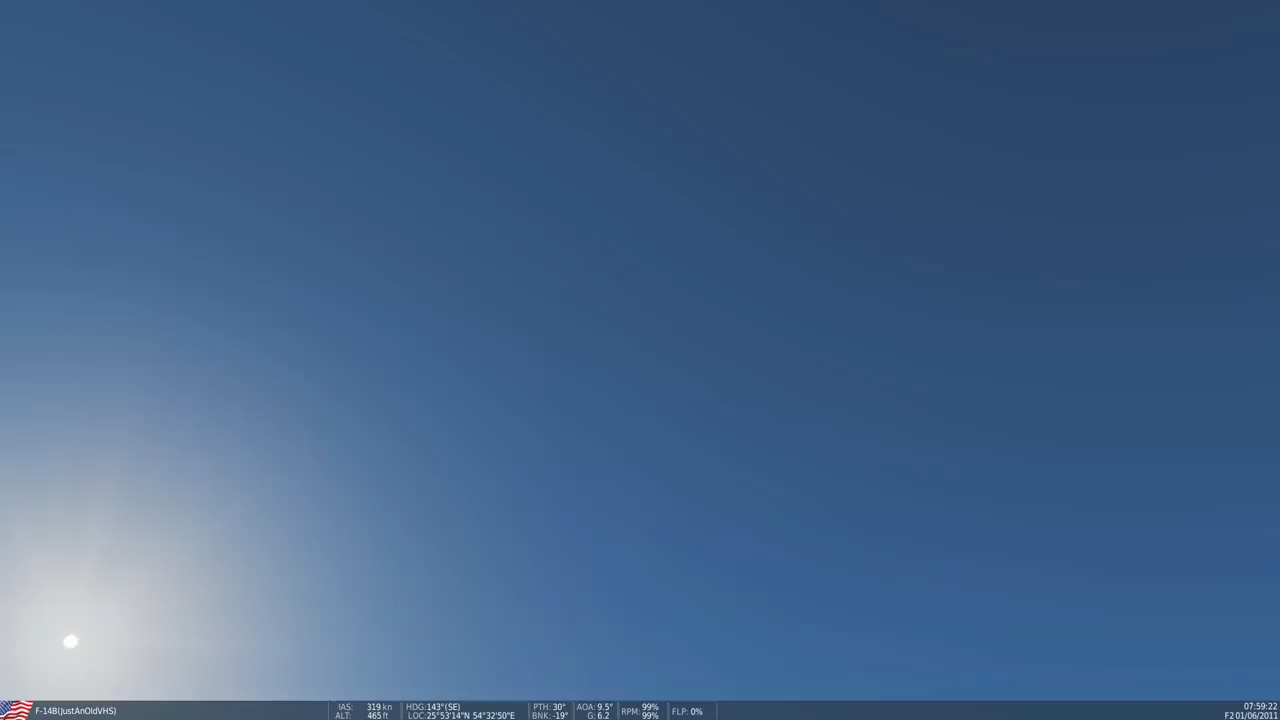 F-14B(JustAnOldVHS)
IAS: 319 kn
ALT: 465 ft
HDG:143°(SE)
LOC:25°53'14"N 54°32'50"E
PTH: 30°
BNK: -19°
AOA: 9.5°
G: 6.2
RPM: 99%
99%
FLP: 0%
07:59:22
F2 01/06/2011